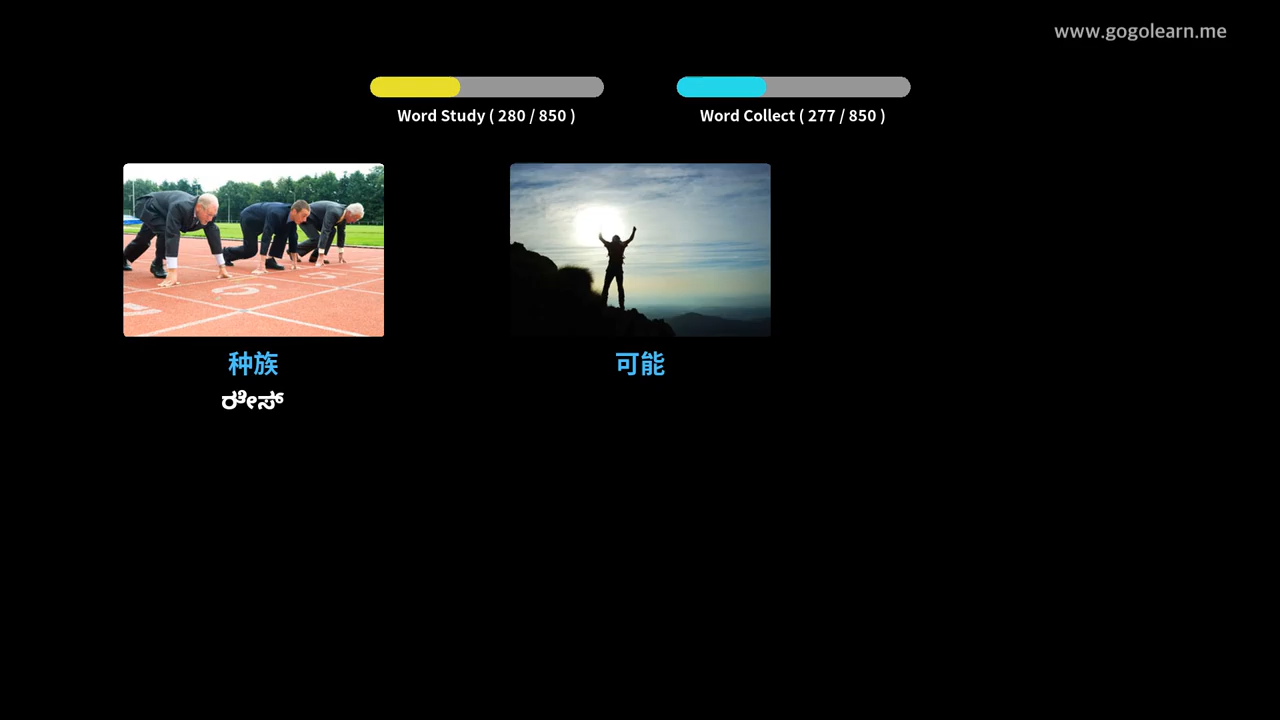 www.gogolearn.me
Word Study ( 280 / 850 )
Word Collect ( 277 / 850 )
种族
可能
ರೇಸ್